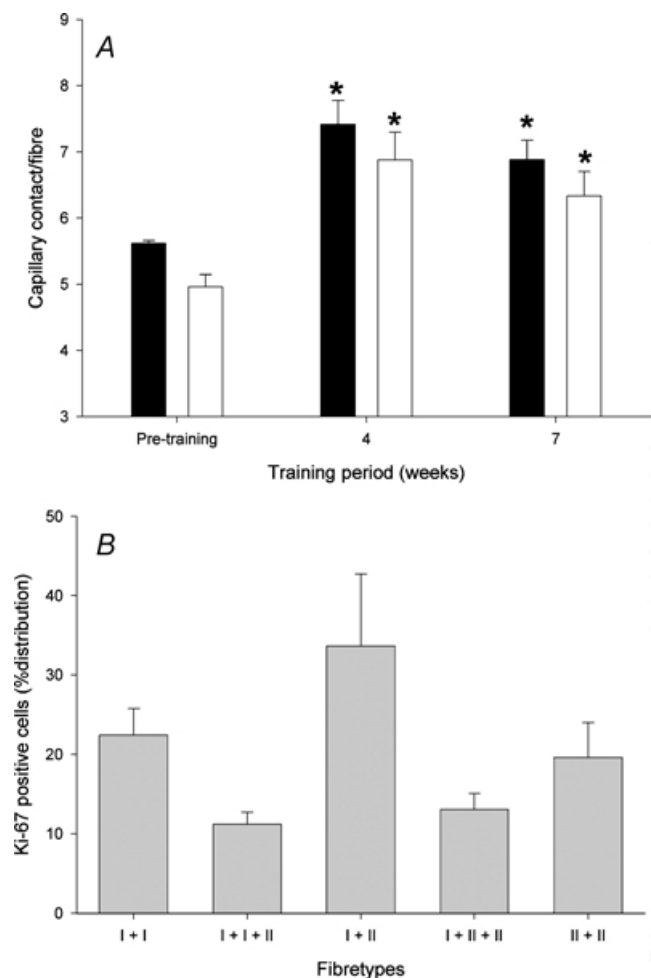 A
Capillary contact/fibre
9
8
7
6
5
4
3
* * * *
Pre-training 4 7
Training period (weeks)
B
Ki-67 positive cells (%distribution)
50
40
30
20
10
0
I + I I + I + II I + II I + II + II II + II
Fibretypes